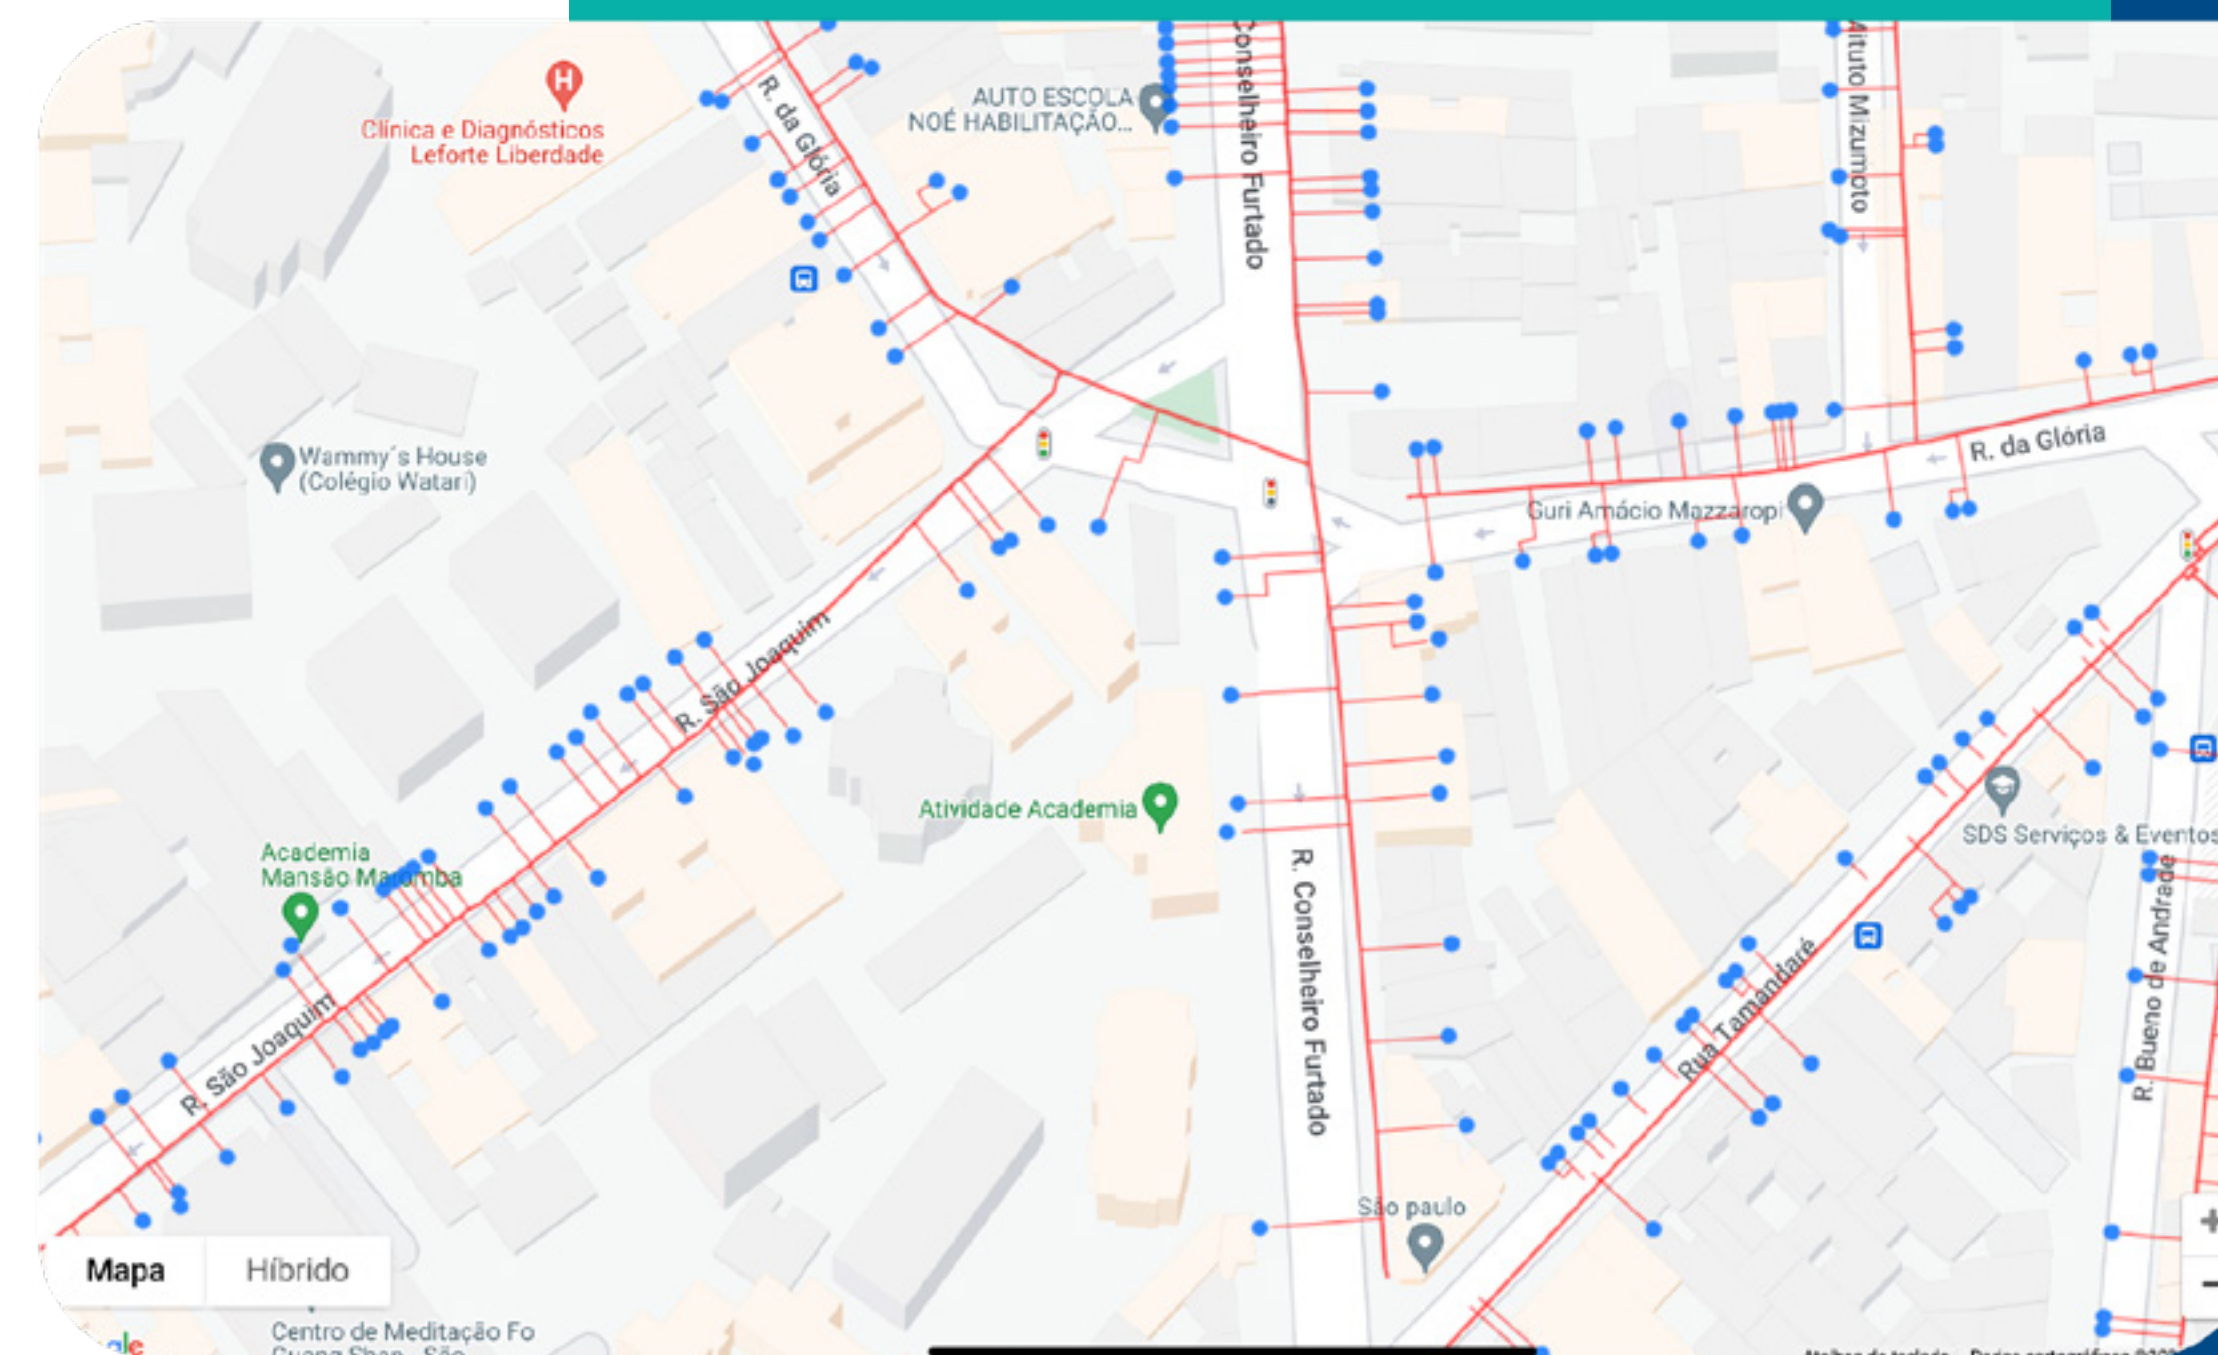 R. da Glória
Conselheiro Furtado
Mizumoto
Clínica e Diagnósticos
Leforte Liberdade
AUTO ESCOLA
NOÉ HABILITAÇÃO...
Wammy´s House
(Colégio Watari)
R. da Glória
Guri Amácio Mazzaropi
R. São Joaquim
Atividade Academia
SDS Serviços & Eventos
Academia
Mansão Maromba
R. Conselheiro Furtado
Rua Tamandaré
R. Bueno de Andrade
R. São Joaquim
São paulo
Mapa
Híbrido
Centro de Meditação Fo